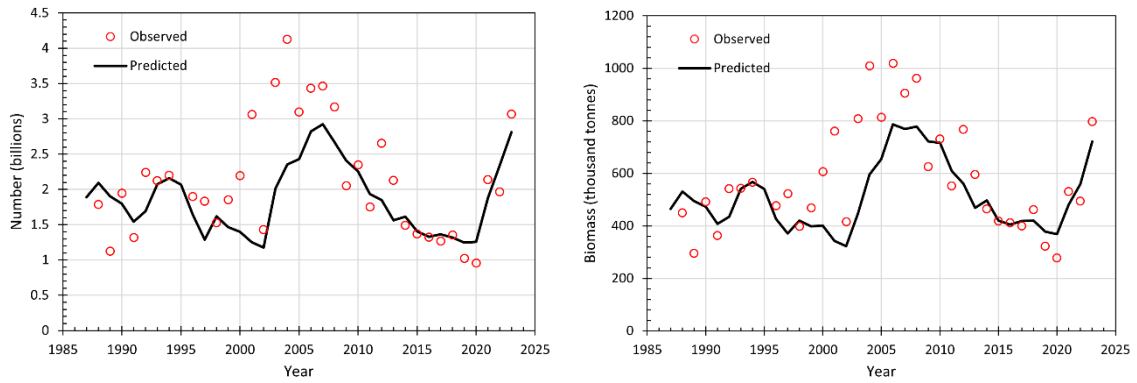 4.5
4
3.5
3
2.5
2
1.5
1
0.5
0
Number (billions)
Observed
Predicted
1985 1990 1995 2000 2005 2010 2015 2020 2025
Year
1200
1000
800
600
400
200
0
Biomass (thousand tonnes)
Observed
Predicted
1985 1990 1995 2000 2005 2010 2015 2020 2025
Year